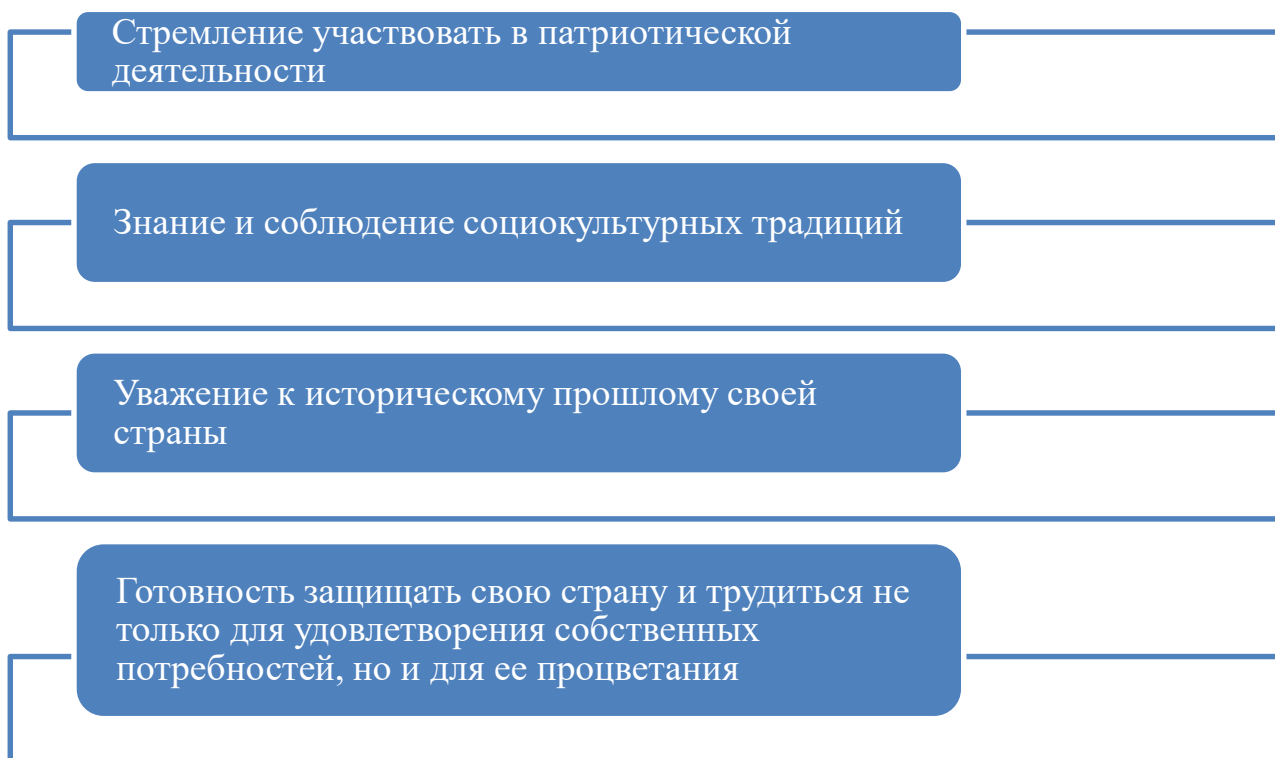 Стремление участвовать в патриотической
деятельности
Знание и соблюдение социокультурных традиций
Уважение к историческому прошлому своей
страны
Готовность защищать свою страну и трудиться не
только для удовлетворения собственных
потребностей, но и для ее процветания